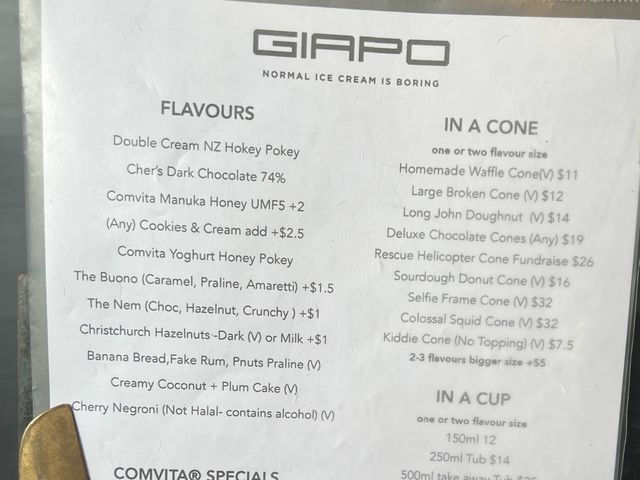 GIAPO
NORMAL ICE CREAM IS BORING
FLAVOURS
Double Cream NZ Hokey Pokey
Cher's Dark Chocolate 74%
Comvita Manuka Honey UMF5 +2
(Any) Cookies & Cream add +$2.5
Comvita Yoghurt Honey Pokey
The Buono (Caramel, Praline, Amaretti) +$1.5
The Nem (Choc, Hazelnut, Crunchy ) +$1
Christchurch Hazelnuts -Dark (V) or Milk +$1
Banana Bread,Fake Rum, Pnuts Praline (V)
Creamy Coconut + Plum Cake (V)
Cherry Negroni (Not Halal- contains alcohol) (V)
COMVITA® SPECIALS
IN A CONE
one or two flavour size
Homemade Waffle Cone(V) $11
Large Broken Cone (V) $12
Long John Doughnut (V) $14
Deluxe Chocolate Cones (Any) $19
Rescue Helicopter Cone Fundraise $26
Sourdough Donut Cone (V) $16
Selfie Frame Cone (V) $32
Colossal Squid Cone (V) $32
Kiddie Cone (No Topping) (V) $7.5
2-3 flavours bigger size +$5
IN A CUP
one or two flavour size
150ml 12
250ml Tub $14
500ml take away Tub